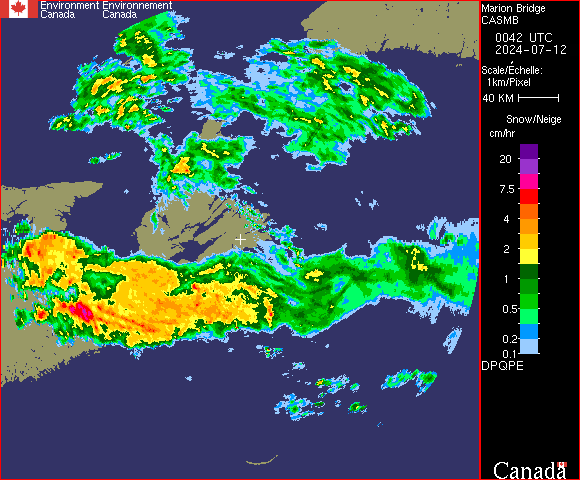 Environment Environnement
Canada Canada
Marion Bridge
CASMB
0042 UTC
2024-07-12
Scale/Echelle:
1km/Pixel
40 KM
Snow/Neige
cm/hr
20
7.5
4
2
1
0.5
0.2
0.1
DPQPE
Canada